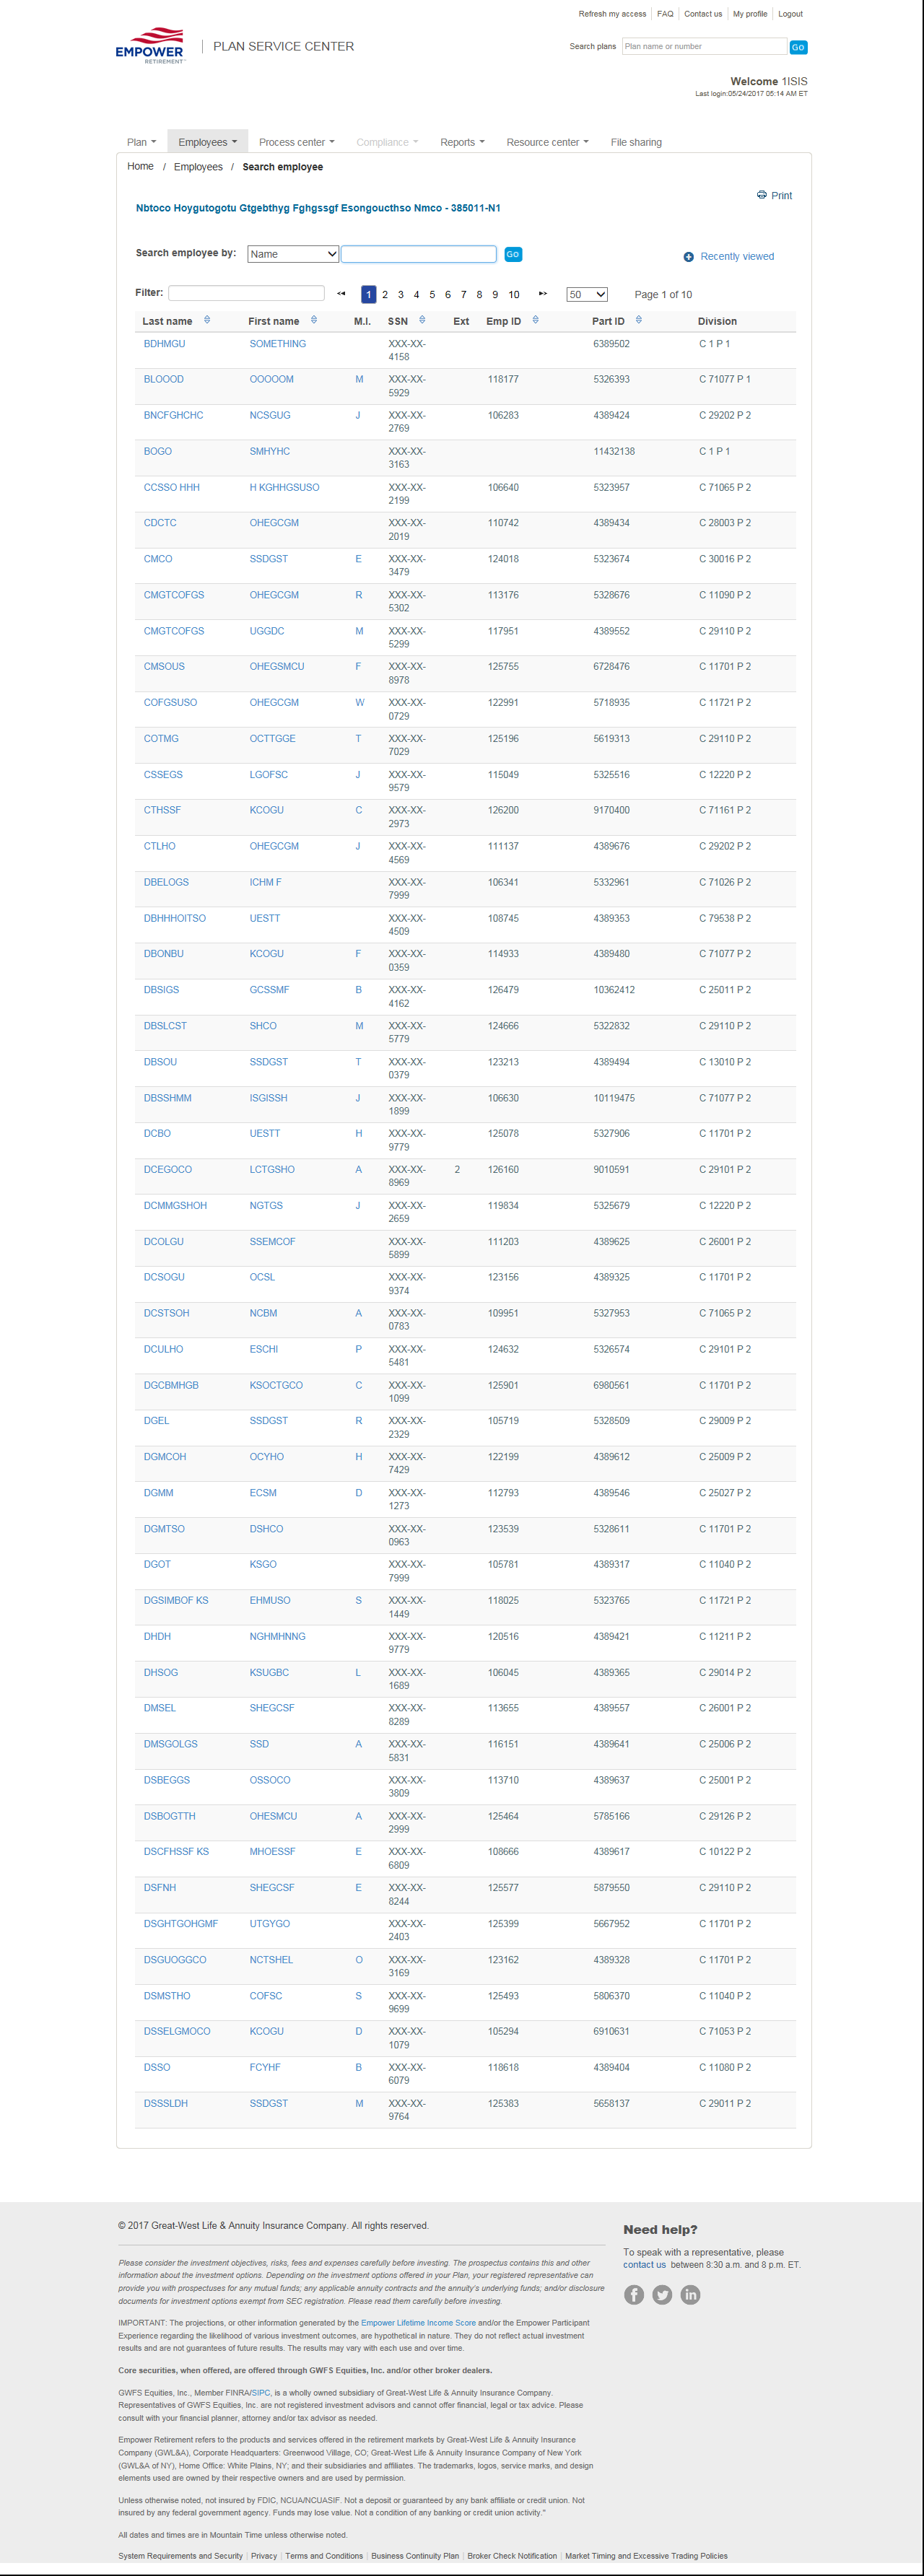 Refresh my access | FAQ | Contact us | My profile | Logout
EMPOWER
RETIREMENT
PLAN SERVICE CENTER
Search plans Plan name or number Go
Welcome 1ISIS
Last login:05/24/2017 05:14 AM ET
Plan Employees Process center Compliance Reports Resource center File sharing
Home / Employees / Search employee
Print
Nbtoco Hoygutogotu Gtgebthyg Fghgssgf Esongoucthso Nmco - 385011-N1
Search employee by: Name Go
Recently viewed
Filter: 1 2 3 4 5 6 7 8 9 10 50 Page 1 of 10
Last name First name M.I. SSN Ext Emp ID Part ID Division
BDHMGU SOMETHING XXX-XX- 6389502 C 1 P 1
4158
BLOOOD OOOOOM M XXX-XX- 118177 5326393 C 71077 P 1
5929
BNCFGHCHC NCSGUG J XXX-XX- 106283 4389424 C 29202 P 2
2769
BOGO SMHYHC XXX-XX- 11432138 C 1 P 1
3163
CCSSO HHH H KGHHGSUSO XXX-XX- 106640 5323957 C 71065 P 2
2199
CDCTC OHEGCGM XXX-XX- 110742 4389434 C 28003 P 2
2019
CMCO SSDGST E XXX-XX- 124018 5323674 C 30016 P 2
3479
CMGTCOFGS OHEGCGM R XXX-XX- 113176 5328676 C 11090 P 2
5302
CMGTCOFGS UGGDC M XXX-XX- 117951 4389552 C 29110 P 2
5299
CMSOUS OHEGSMCU F XXX-XX- 125755 6728476 C 11701 P 2
8978
COFGSUSO OHEGCGM W XXX-XX- 122991 5718935 C 11721 P 2
0729
COTMG OCTTGGE T XXX-XX- 125196 5619313 C 29110 P 2
7029
CSSEGS LGOFSC J XXX-XX- 115049 5325516 C 12220 P 2
9579
CTHSSF KCOGU C XXX-XX- 126200 9170400 C 71161 P 2
2973
CTLHO OHEGCGM J XXX-XX- 111137 4389676 C 29202 P 2
4569
DBELOGS ICHM F XXX-XX- 106341 5332961 C 71026 P 2
7999
DBHHHOITSO UESTT XXX-XX- 108745 4389353 C 79538 P 2
4509
DBONBU KCOGU F XXX-XX- 114933 4389480 C 71077 P 2
0359
DBSIGS GCSSMF B XXX-XX- 126479 10362412 C 25011 P 2
4162
DBSLCST SHCO M XXX-XX- 124666 5322832 C 29110 P 2
5779
DBSOU SSDGST T XXX-XX- 123213 4389494 C 13010 P 2
0379
DBSSHMM ISGISSH J XXX-XX- 106630 10119475 C 71077 P 2
1899
DCBO UESTT H XXX-XX- 125078 5327906 C 11701 P 2
9779
DCEGOCO LCTGSHO A XXX-XX- 2 126160 9010591 C 29101 P 2
8969
DCMMGSHOH NGTGS J XXX-XX- 119834 5325679 C 12220 P 2
2659
DCOLGU SSEMCOF XXX-XX- 111203 4389625 C 26001 P 2
5899
DCSOGU OCSL XXX-XX- 123156 4389325 C 11701 P 2
9374
DCSTSOH NCBM A XXX-XX- 109951 5327953 C 71065 P 2
0783
DCULHO ESCHI P XXX-XX- 124632 5326574 C 29101 P 2
5481
DGCBMHGB KSOCTGCO C XXX-XX- 125901 6980561 C 11701 P 2
1099
DGEL SSDGST R XXX-XX- 105719 5328509 C 29009 P 2
2329
DGMCOH OCYHO H XXX-XX- 122199 4389612 C 25009 P 2
7429
DGMM ECSM D XXX-XX- 112793 4389546 C 25027 P 2
1273
DGMTSO DSHCO XXX-XX- 123539 5328611 C 11701 P 2
0963
DGOT KSGO XXX-XX- 105781 4389317 C 11040 P 2
7999
DGSIMBOF KS EHMUSO S XXX-XX- 118025 5323765 C 11721 P 2
1449
DHDH NGHMHNNG XXX-XX- 120516 4389421 C 11211 P 2
9779
DHSOG KSUGBC L XXX-XX- 106045 4389365 C 29014 P 2
1689
DMSEL SHEGCSF XXX-XX- 113655 4389557 C 26001 P 2
8289
DMSGOLGS SSD A XXX-XX- 116151 4389641 C 25006 P 2
5831
DSBEGGS OSSOCO XXX-XX- 113710 4389637 C 25001 P 2
3809
DSBOGTTH OHESMCU A XXX-XX- 125464 5785166 C 29126 P 2
2999
DSCFHSSF KS MHOESSF E XXX-XX- 108666 4389617 C 10122 P 2
6809
DSFNH SHEGCSF E XXX-XX- 125577 5879550 C 29110 P 2
8244
DSGHTGOHGMF UTGYGO XXX-XX- 125399 5667952 C 11701 P 2
2403
DSGUOGGCO NCTSHEL O XXX-XX- 123162 4389328 C 11701 P 2
3169
DSMSTHO COFSC S XXX-XX- 125493 5806370 C 11040 P 2
9699
DSSELGMOCO KCOGU D XXX-XX- 105294 6910631 C 71053 P 2
1079
DSSO FCYHF B XXX-XX- 118618 4389404 C 11080 P 2
6079
DSSSLDH SSDGST M XXX-XX- 125383 5658137 C 29011 P 2
9764
© 2017 Great-West Life & Annuity Insurance Company. All rights reserved.
Please consider the investment objectives, risks, fees and expenses carefully before investing. The prospectus contains this and other
information about the investment options. Depending on the investment options offered in your Plan, your registered representative can
provide you with prospectuses for any mutual funds; any applicable annuity contracts and the annuity's underlying funds; and/or disclosure
documents for investment options exempt from SEC registration. Please read them carefully before investing.
IMPORTANT: The projections, or other information generated by the Empower Lifetime Income Score and/or the Empower Participant
Experience regarding the likelihood of various investment outcomes, are hypothetical in nature. They do not reflect actual investment
results and are not guarantees of future results. The results may vary with each use and over time.
Core securities, when offered, are offered through GWFS Equities, Inc. and/or other broker dealers.
GWFS Equities, Inc., Member FINRA/SIPC, is a wholly owned subsidiary of Great-West Life & Annuity Insurance Company.
Representatives of GWFS Equities, Inc. are not registered investment advisors and cannot offer financial, legal or tax advice. Please
consult with your financial planner, attorney and/or tax advisor as needed.
Empower Retirement refers to the products and services offered in the retirement markets by Great-West Life & Annuity Insurance
Company (GWL&A), Corporate Headquarters: Greenwood Village, CO; Great-West Life & Annuity Insurance Company of New York
(GWL&A of NY), Home Office: White Plains, NY; and their subsidiaries and affiliates. The trademarks, logos, service marks, and design
elements used are owned by their respective owners and are used by permission.
Unless otherwise noted, not insured by FDIC, NCUA/NCUASIF. Not a deposit or guaranteed by any bank affiliate or credit union. Not
insured by any federal government agency. Funds may lose value. Not a condition of any banking or credit union activity."
All dates and times are in Mountain Time unless otherwise noted.
System Requirements and Security | Privacy | Terms and Conditions | Business Continuity Plan | Broker Check Notification | Market Timing and Excessive Trading Policies
Need help?
To speak with a representative, please
contact us between 8:30 a.m. and 8 p.m. ET.